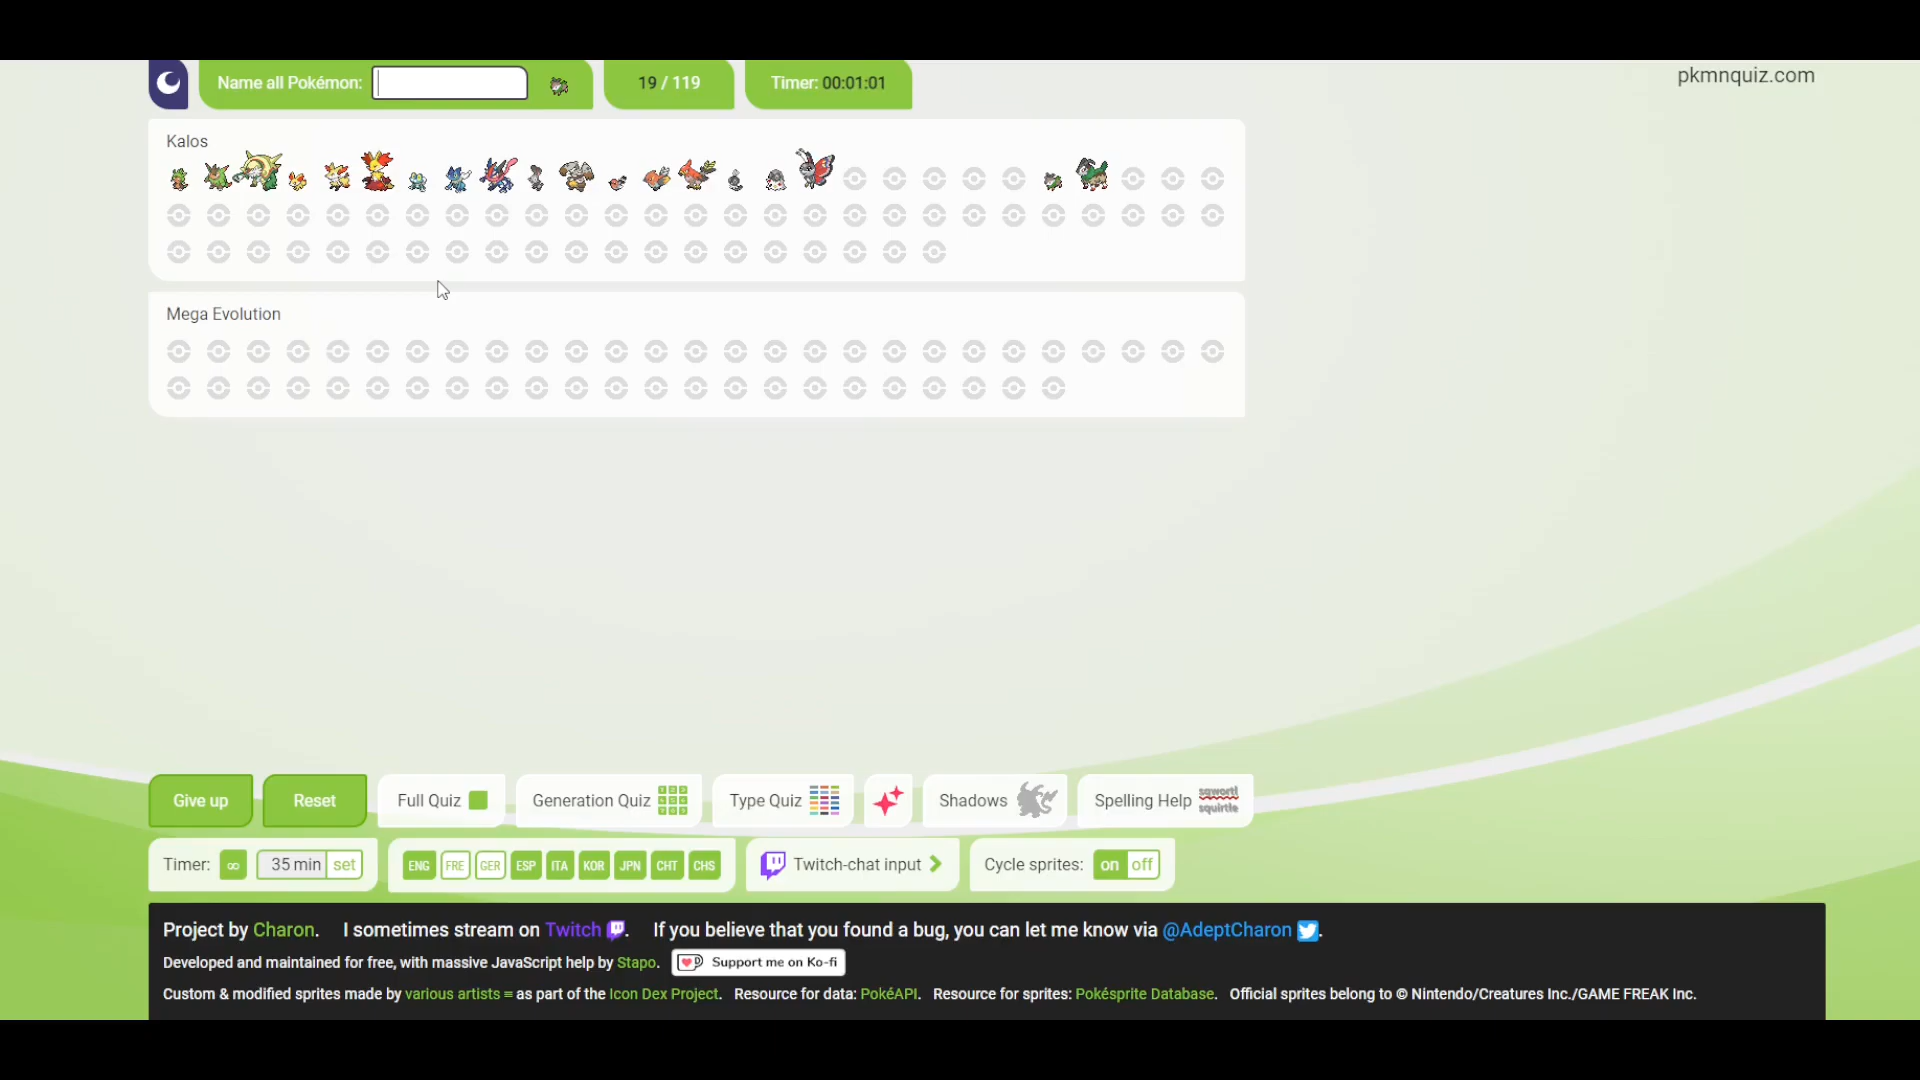 Name all Pokémon:
19 / 119
Timer: 00:01:01
pkmnquiz.com
Kalos
Mega Evolution
Give up
Reset
Full Quiz
Generation Quiz
Type Quiz
Shadows
Spelling Help
sqwortl
squirtle
Timer: ∞ 35 min set
ENG FRE GER ESP ITA KOR JPN CHT CHS
Twitch-chat input
Cycle sprites: on off
Project by Charon. I sometimes stream on Twitch. If you believe that you found a bug, you can let me know via @AdeptCharon.
Developed and maintained for free, with massive JavaScript help by Stapo. Support me on Ko-fi
Custom & modified sprites made by various artists = as part of the Icon Dex Project. Resource for data: PokéAPI. Resource for sprites: Pokésprite Database. Official sprites belong to © Nintendo/Creatures Inc./GAME FREAK Inc.